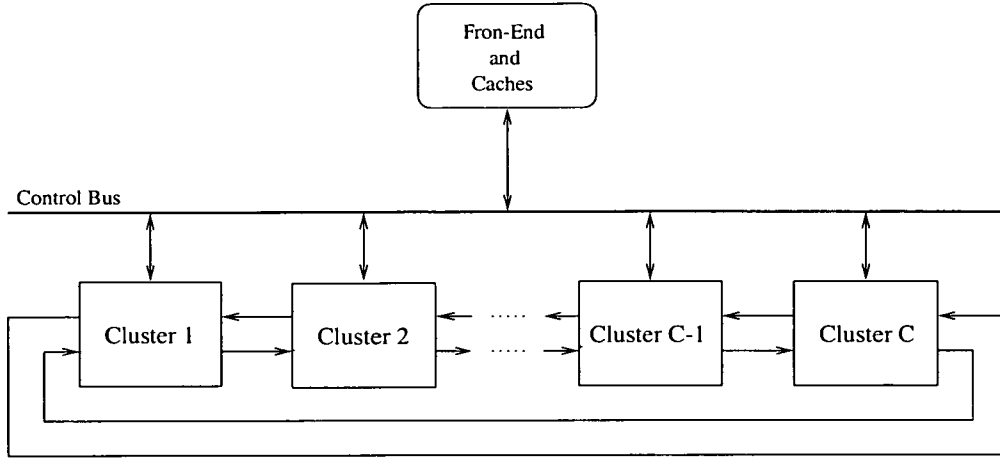 Fron-End
and
Caches
Control Bus
Cluster 1
Cluster 2
.....
.....
Cluster C-1
Cluster C